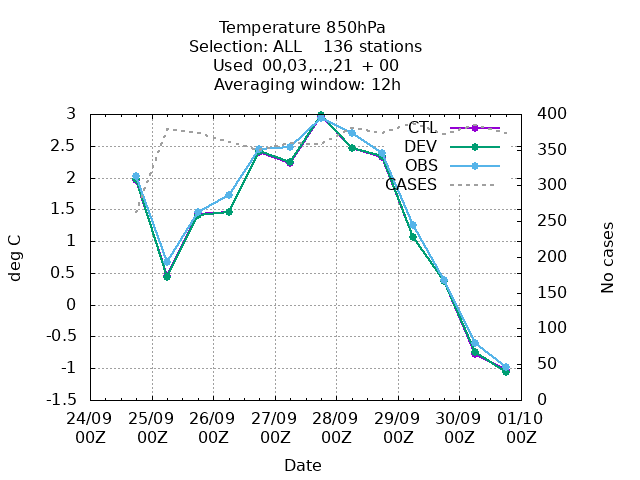 Temperature 850hPa
Selection: ALL 136 stations
Used 00,03,...,21 + 00
Averaging window: 12h
3
2.5
2
1.5
1
0.5
0
-0.5
-1
-1.5
deg C
400
350
300
250
200
150
100
50
0
No cases
CTL
DEV
OBS
CASES
24/09 25/09 26/09 27/09 28/09 29/09 30/09 01/10
00Z 00Z 00Z 00Z 00Z 00Z 00Z 00Z
Date